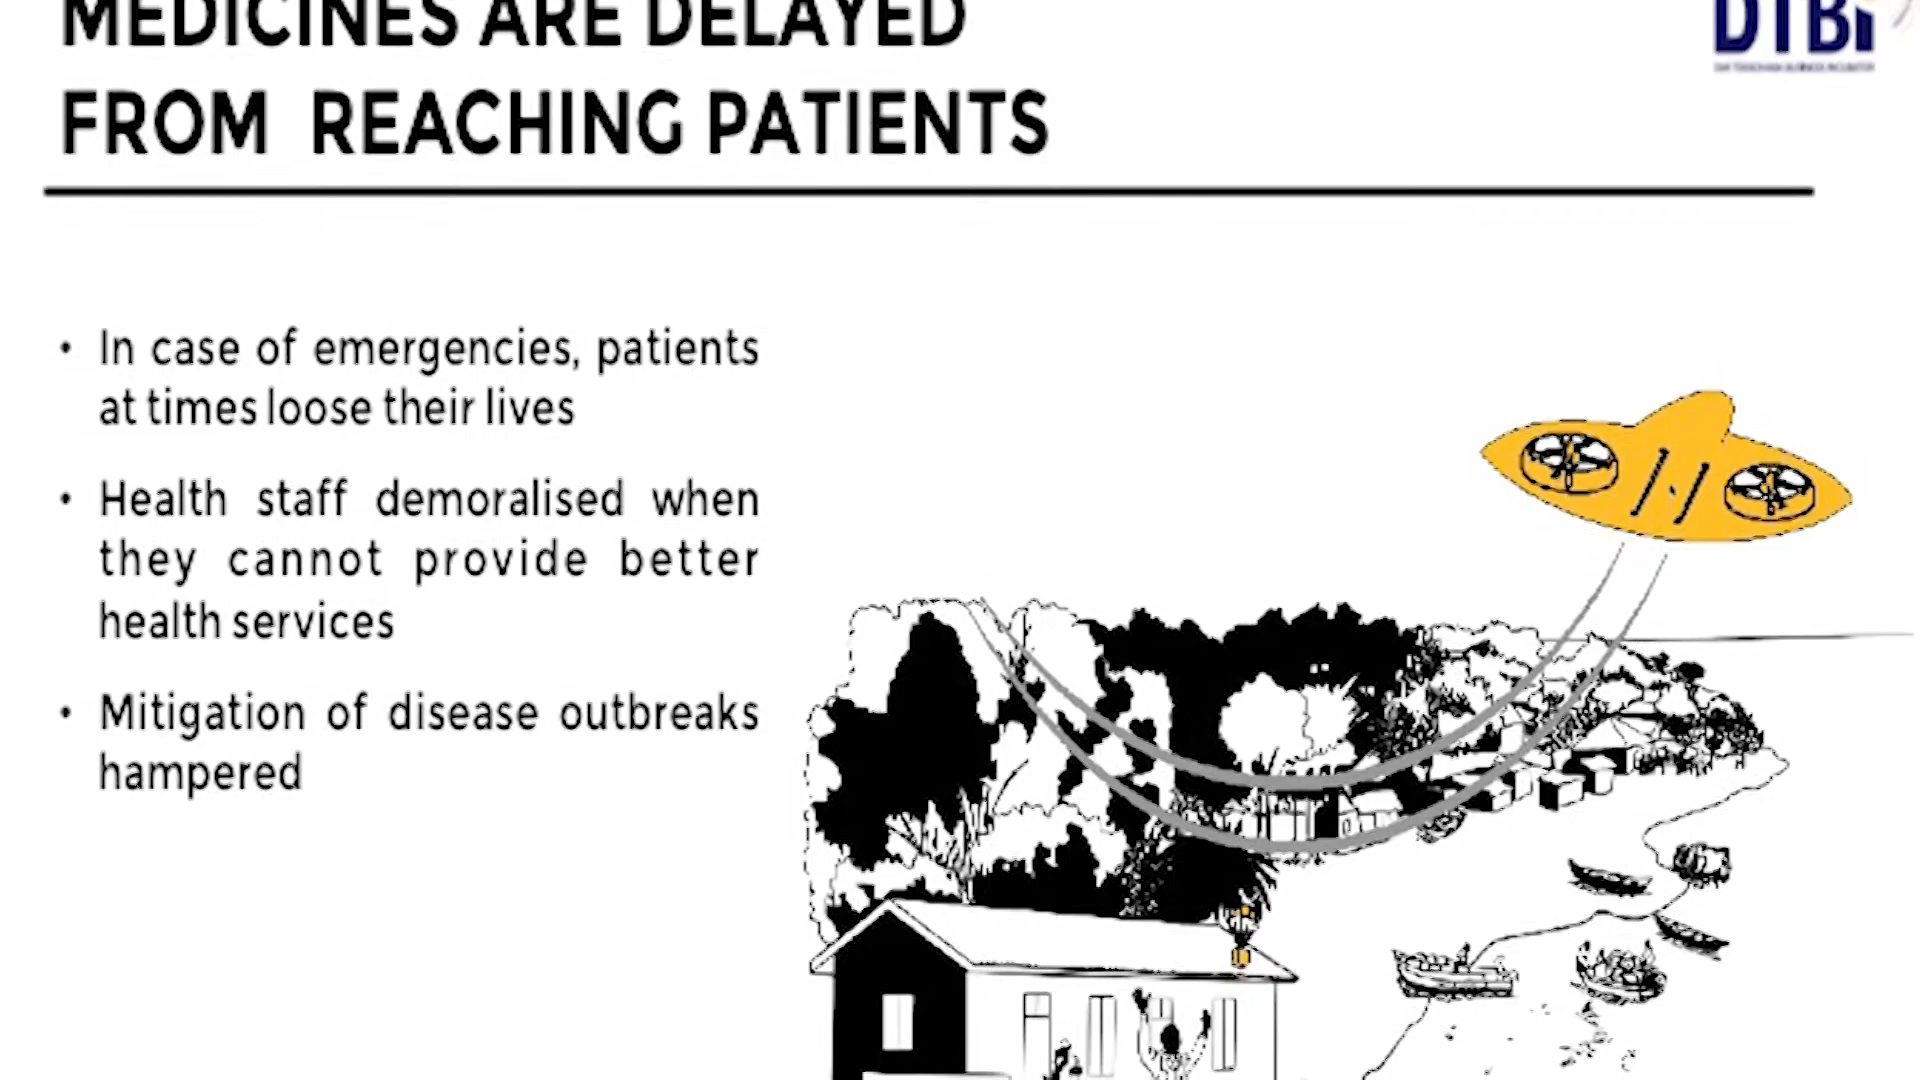 MEDICINES ARE DELAYED
FROM REACHING PATIENTS
DTBi
• In case of emergencies, patients
at times loose their lives
• Health staff demoralised when
they cannot provide better
health services
• Mitigation of disease outbreaks
hampered